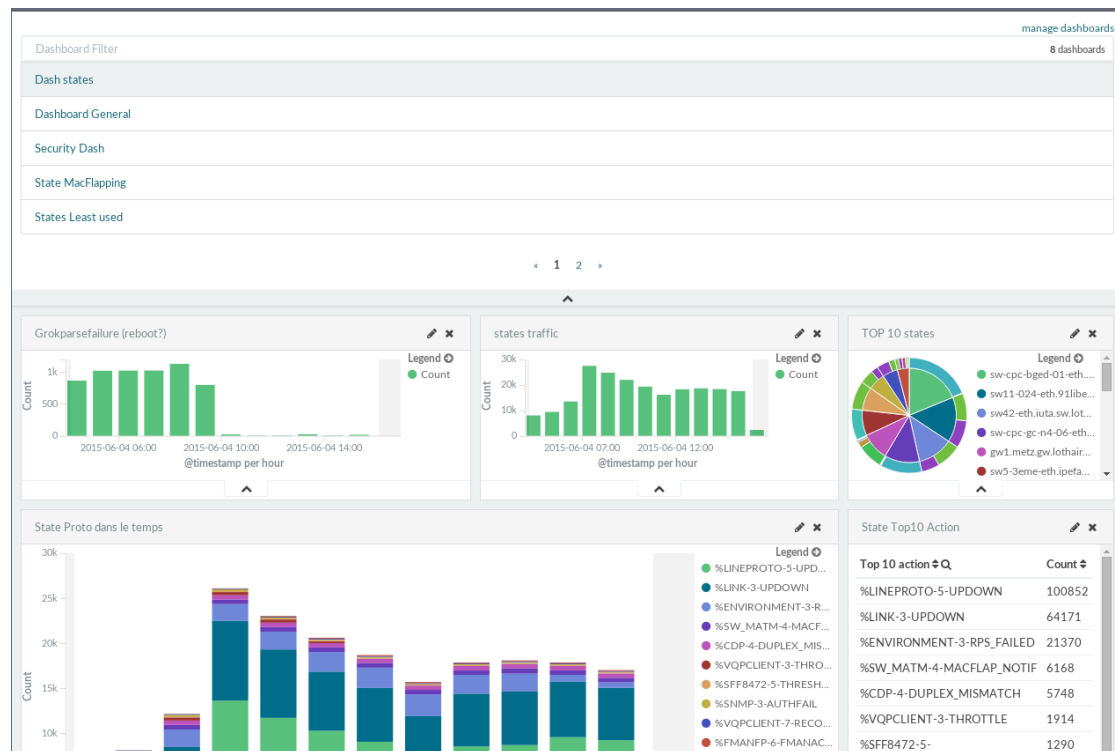 manage dashboards
Dashboard Filter 8 dashboards
Dash states
Dashboard General
Security Dash
State MacFlapping
States Least used
« 1 2 »
Grokparsefailure (reboot?)
Legend
Count
1k
500
0
Count
2015-06-04 06:00 2015-06-04 10:00 2015-06-04 14:00
@timestamp per hour
states traffic
Legend
Count
30k
20k
10k
0
Count
2015-06-04 07:00 2015-06-04 12:00
@timestamp per hour
TOP 10 states
Legend
sw-cpc-bged-01-eth....
sw11-024-eth.91libe...
sw42-eth.iuta.sw.lot...
sw-cpc-gc-n4-06-eth...
gw1.metz.gw.lothair...
sw5-3eme-eth.ipefa...
State Proto dans le temps
30k
25k
20k
15k
10k
Count
Legend
%LINEPROTO-5-UPD...
%LINK-3-UPDOWN
%ENVIRONMENT-3-R...
%SW_MATM-4-MACF...
%CDP-4-DUPLEX_MIS...
%VQPCLIENT-3-THRO...
%SFF8472-5-THRESH...
%SNMP-3-AUTHFAIL
%VQPCLIENT-7-RECO...
%FMANFP-6-FMANAC...
State Top10 Action
Top 10 action Count
%LINEPROTO-5-UPDOWN 100852
%LINK-3-UPDOWN 64171
%ENVIRONMENT-3-RPS_FAILED 21370
%SW_MATM-4-MACFLAP_NOTIF 6168
%CDP-4-DUPLEX_MISMATCH 5748
%VQPCLIENT-3-THROTTLE 1914
%SFF8472-5- 1290